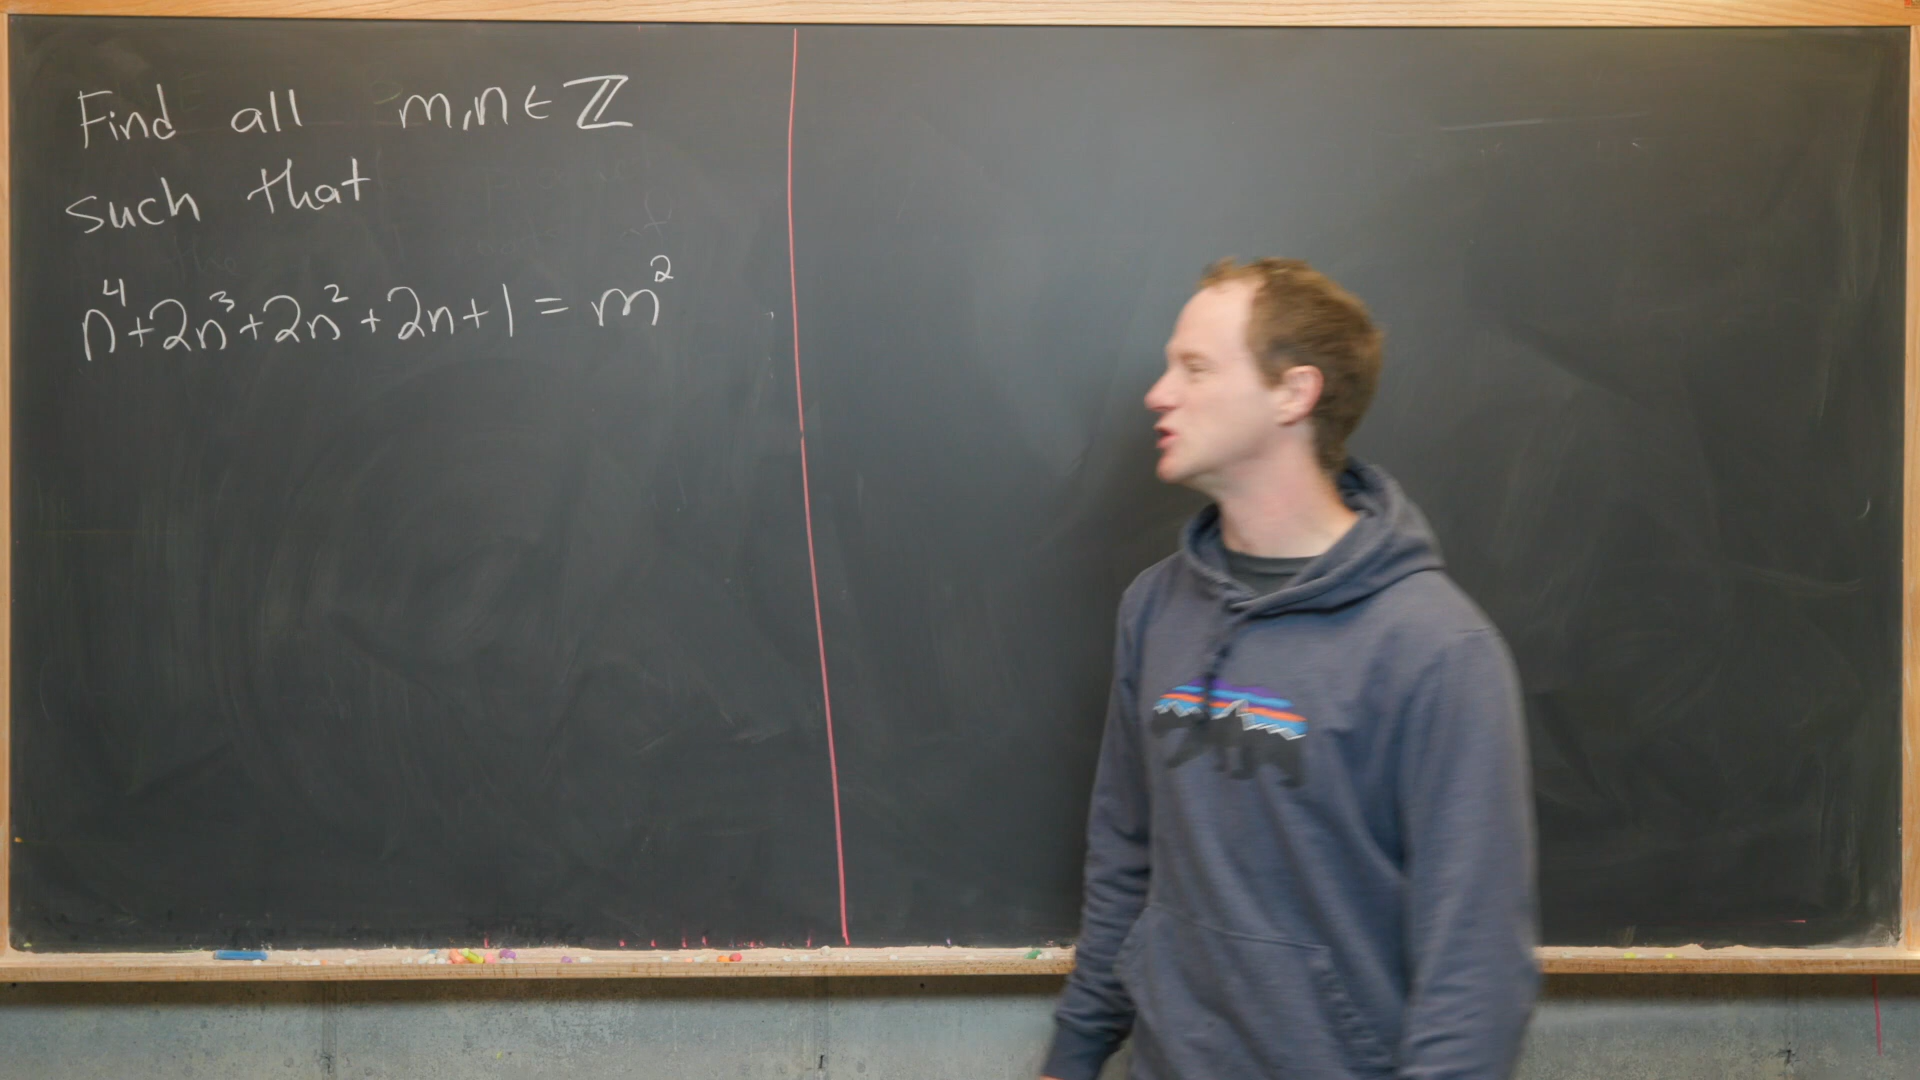 Find all m,n ∈ ℤ
such that
n⁴+2n³+2n²+2n+1 = m²